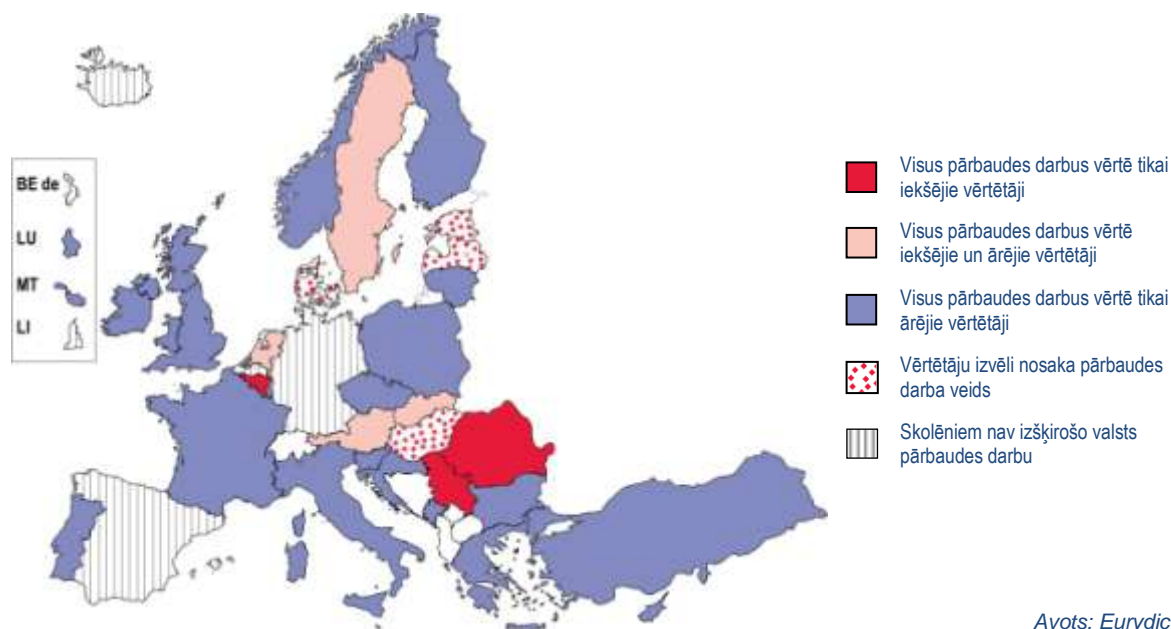 BE de
LU
MT
LI
Visus pārbaudes darbus vērtē tikai
iekšējie vērtētāji
Visus pārbaudes darbus vērtē
iekšējie un ārējie vērtētāji
Visus pārbaudes darbus vērtē tikai
ārējie vērtētāji
Vērtētāju izvēli nosaka pārbaudes
darba veids
Skolēniem nav izšķirošo valsts
pārbaudes darbu
Avots: Eurydic